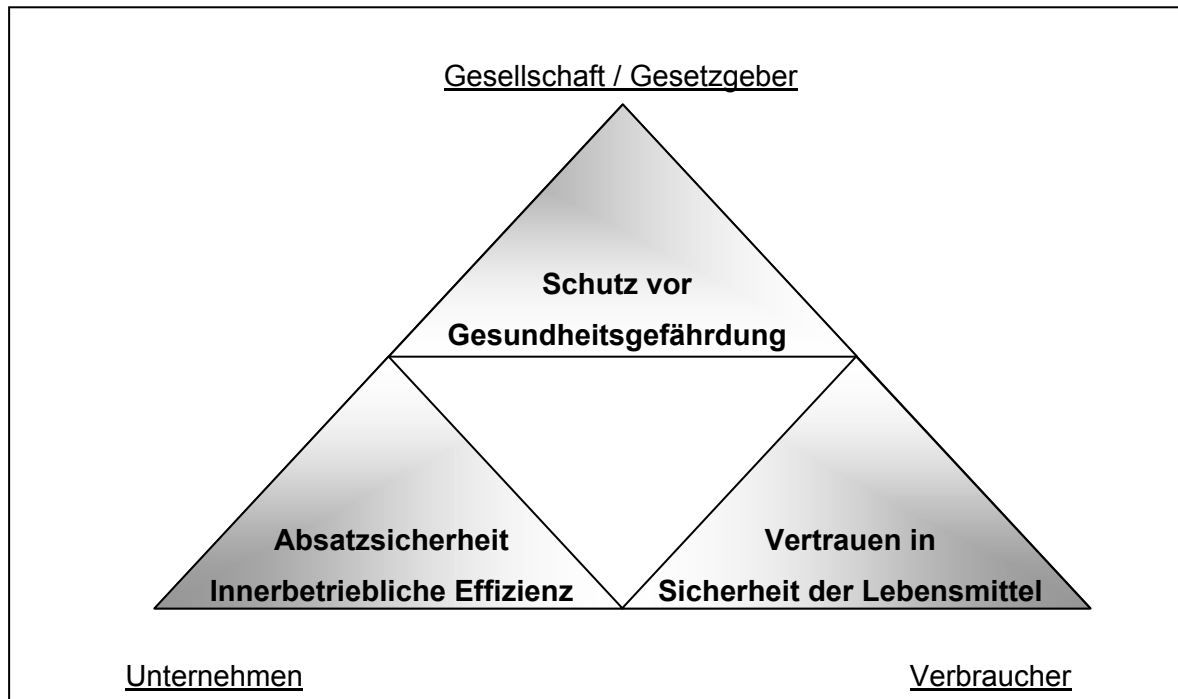 Gesellschaft / Gesetzgeber
Schutz vor
Gesundheitsgefährdung
Absatzsicherheit
Innerbetriebliche Effizienz
Vertrauen in
Sicherheit der Lebensmittel
Unternehmen
Verbraucher